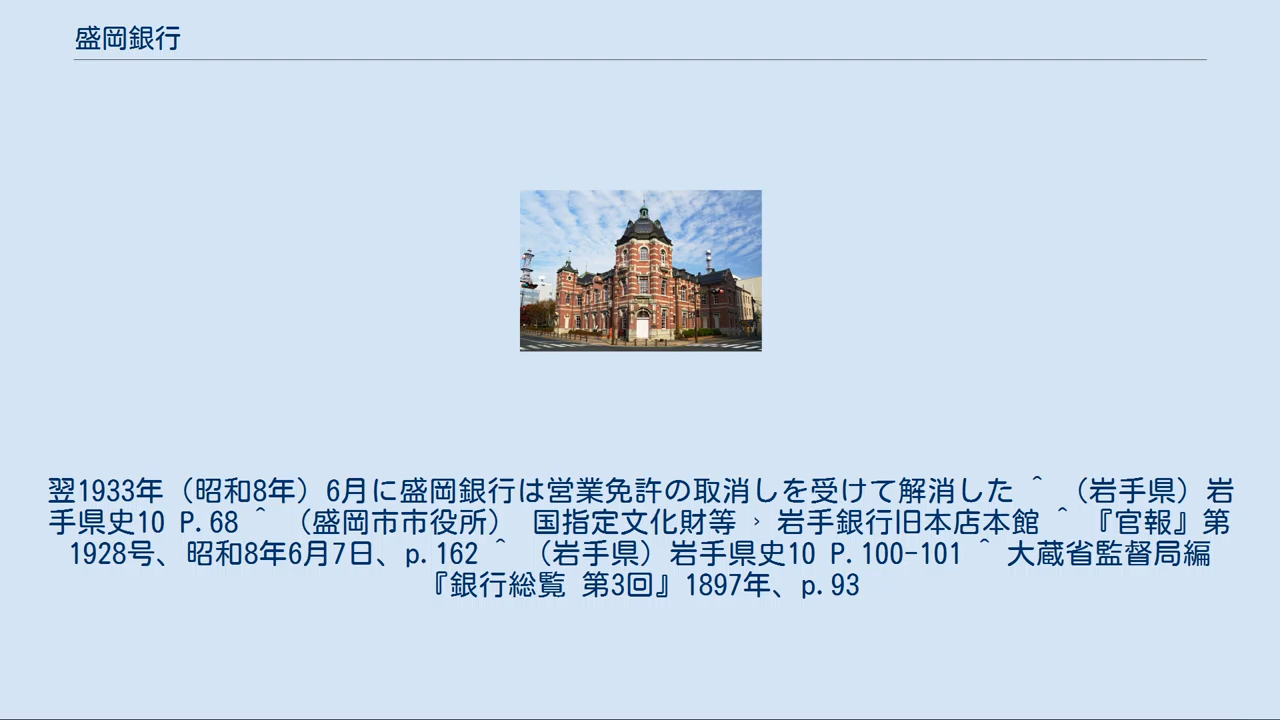 盛岡銀行
翌1933年（昭和8年）6月に盛岡銀行は営業免許の取消しを受けて解消した ^ （岩手県）岩
手県史10 P.68 ^ （盛岡市市役所） 国指定文化財等 › 岩手銀行旧本店本館 ^ 『官報』第
1928号、昭和8年6月7日、p.162 ^ （岩手県）岩手県史10 P.100-101 ^ 大蔵省監督局編
『銀行総覧 第3回』1897年、p.93